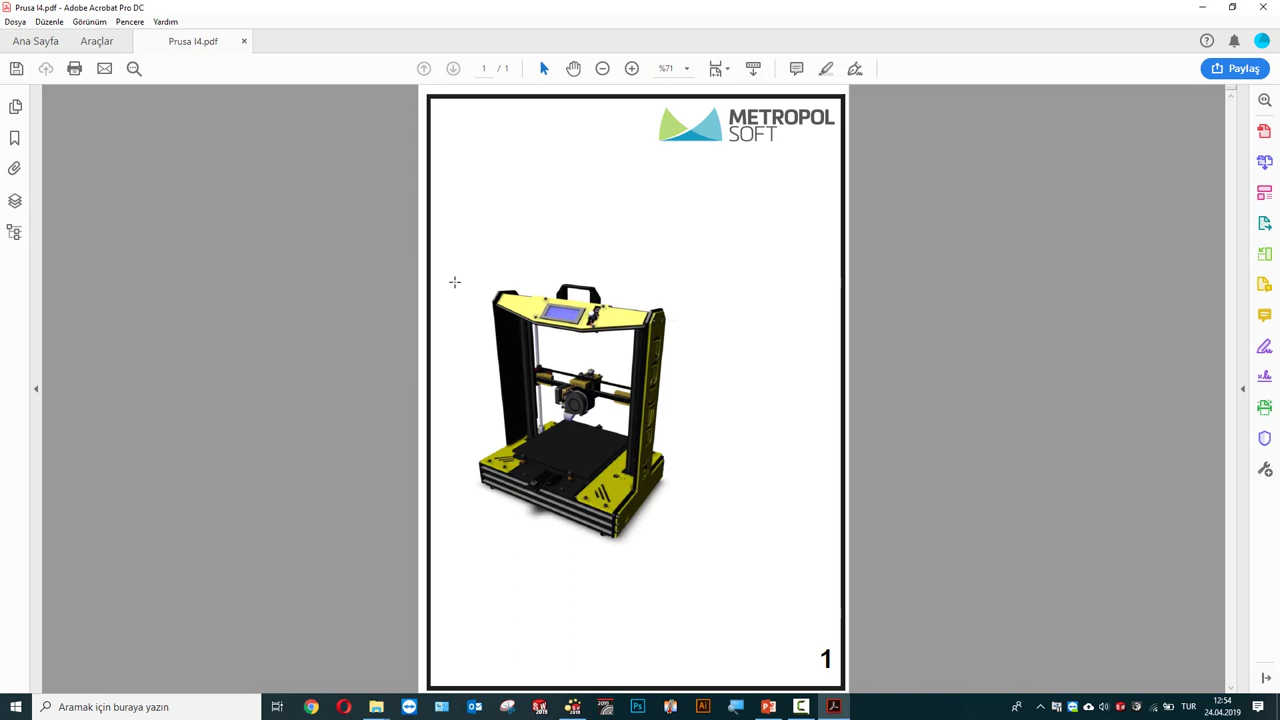 Prusa I4.pdf - Adobe Acrobat Pro DC
Dosya Düzenle Görünüm Pencere Yardım
Ana Sayfa Araçlar Prusa I4.pdf
1 / 1 %71 Paylaş
METROPOL
SOFT
1
Aramak için buraya yazın
TUR
12:54
24.04.2019